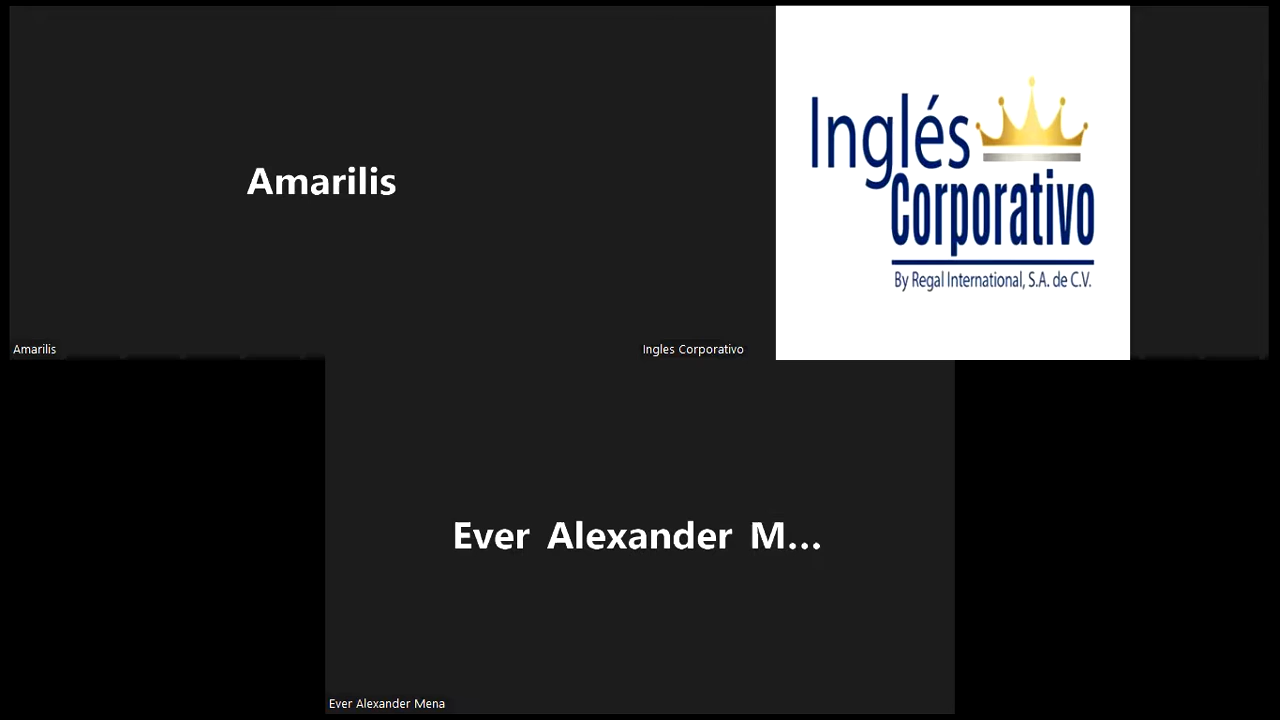 Amarilis
Amarilis
Inglés
Corporativo
By Regal International, S.A. de C.V.
Ingles Corporativo
Ever Alexander M...
Ever Alexander Mena